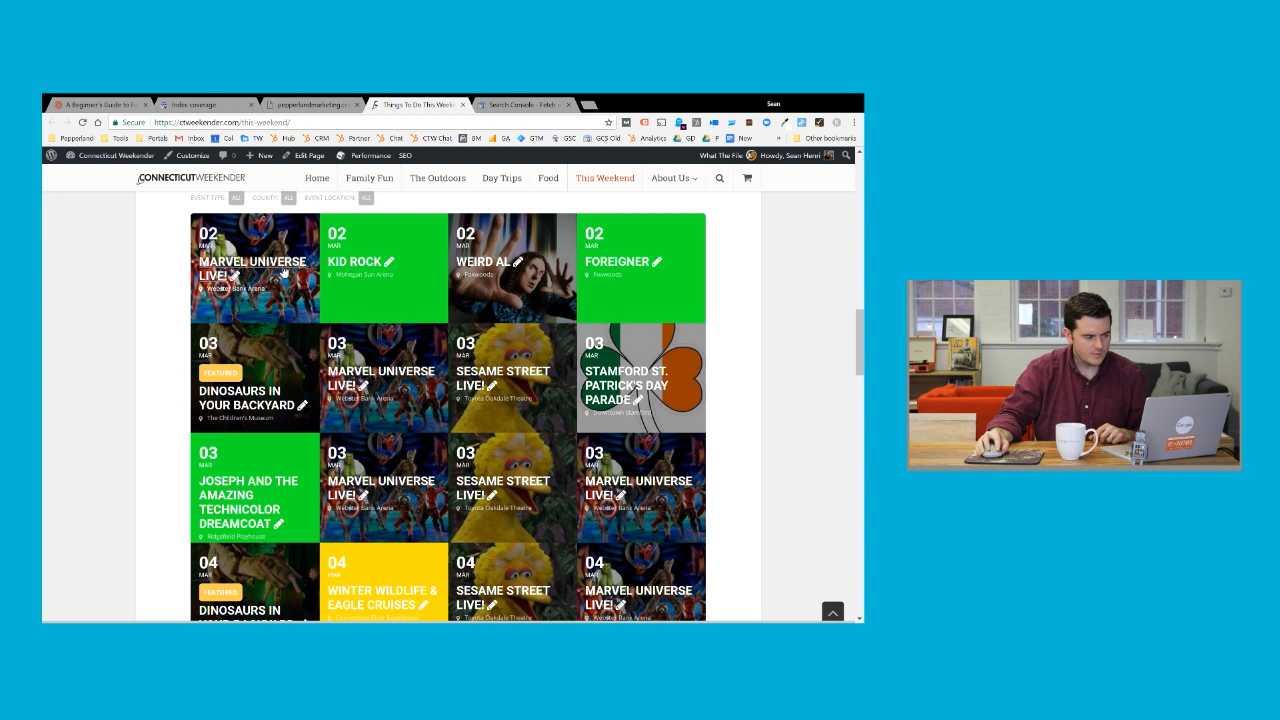 A Beginner's Guide to
Index coverage
pepperlandmarketing.co
Things To Do This Week
Search Console - Fetch
Sean
Secure
https://ctweekender.com/this-weekend/
Pepperland
Tools
Portals
Inbox
Cal
TW
Hub
CRM
Partner
Chat
CTW Chat
BM
GA
GTM
GSC
GCS Old
Analytics
GD
P
New
»
Other bookmarks
Connecticut Weekender
Customize
0
New
Edit Page
Performance
SEO
What The File
Howdy, Sean Henri
CONNECTICUTWEEKENDER
Home
Family Fun
The Outdoors
Day Trips
Food
This Weekend
About Us
EVENT TYPE ALL
COUNTY: ALL
EVENT LOCATION ALL
02
MAR
MARVEL UNIVERSE
LIVE!
Webster Bank Arena
02
MAR
KID ROCK
Mohegan Sun Arena
02
MAR
WEIRD AL
Foxwoods
02
MAR
FOREIGNER
Foxwoods
03
MAR
FEATURED
DINOSAURS IN
YOUR BACKYARD
The Children's Museum
03
MAR
MARVEL UNIVERSE
LIVE!
Webster Bank Arena
03
MAR
SESAME STREET
LIVE!
Toyota Oakdale Theatre
03
MAR
STAMFORD ST.
PATRICK'S DAY
PARADE
Downtown Stamford
03
MAR
JOSEPH AND THE
AMAZING
TECHNICOLOR
DREAMCOAT
Ridgefield Playhouse
03
MAR
MARVEL UNIVERSE
LIVE!
Webster Bank Arena
03
MAR
SESAME STREET
LIVE!
Toyota Oakdale Theatre
03
MAR
MARVEL UNIVERSE
LIVE!
Webster Bank Arena
04
MAR
FEATURED
DINOSAURS IN
04
MAR
WINTER WILDLIFE &
EAGLE CRUISES
04
MAR
SESAME STREET
LIVE!
Toyota Oakdale Theatre
04
MAR
MARVEL UNIVERSE
LIVE!
Webster Bank Arena
Google